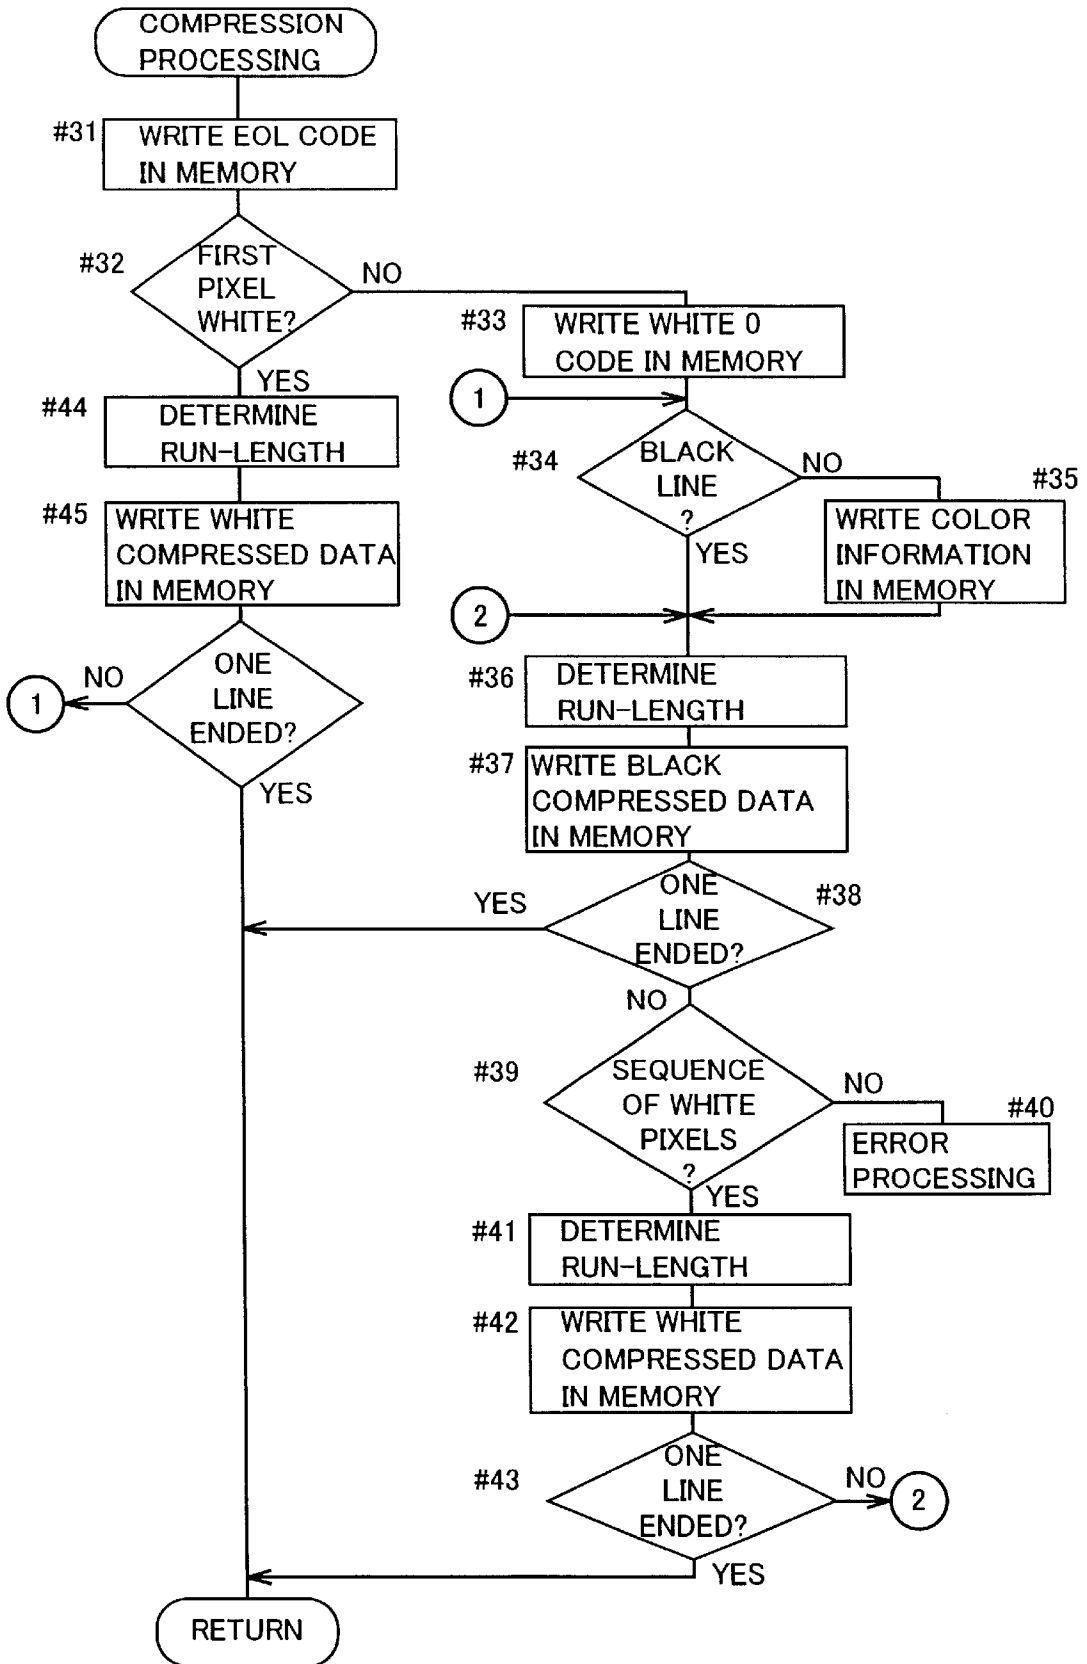 COMPRESSION
PROCESSING
#31
WRITE EOL CODE
IN MEMORY
#32
FIRST
PIXEL
WHITE?
NO
YES
#33
WRITE WHITE 0
CODE IN MEMORY
1
#44
DETERMINE
RUN-LENGTH
#34
BLACK
LINE
?
NO
YES
#35
WRITE COLOR
INFORMATION
IN MEMORY
#45
WRITE WHITE
COMPRESSED DATA
IN MEMORY
2
ONE
LINE
ENDED?
NO
1
YES
#36
DETERMINE
RUN-LENGTH
#37
WRITE BLACK
COMPRESSED DATA
IN MEMORY
#38
ONE
LINE
ENDED?
YES
NO
#39
SEQUENCE
OF WHITE
PIXELS
?
NO
YES
#40
ERROR
PROCESSING
#41
DETERMINE
RUN-LENGTH
#42
WRITE WHITE
COMPRESSED DATA
IN MEMORY
#43
ONE
LINE
ENDED?
NO
2
YES
RETURN